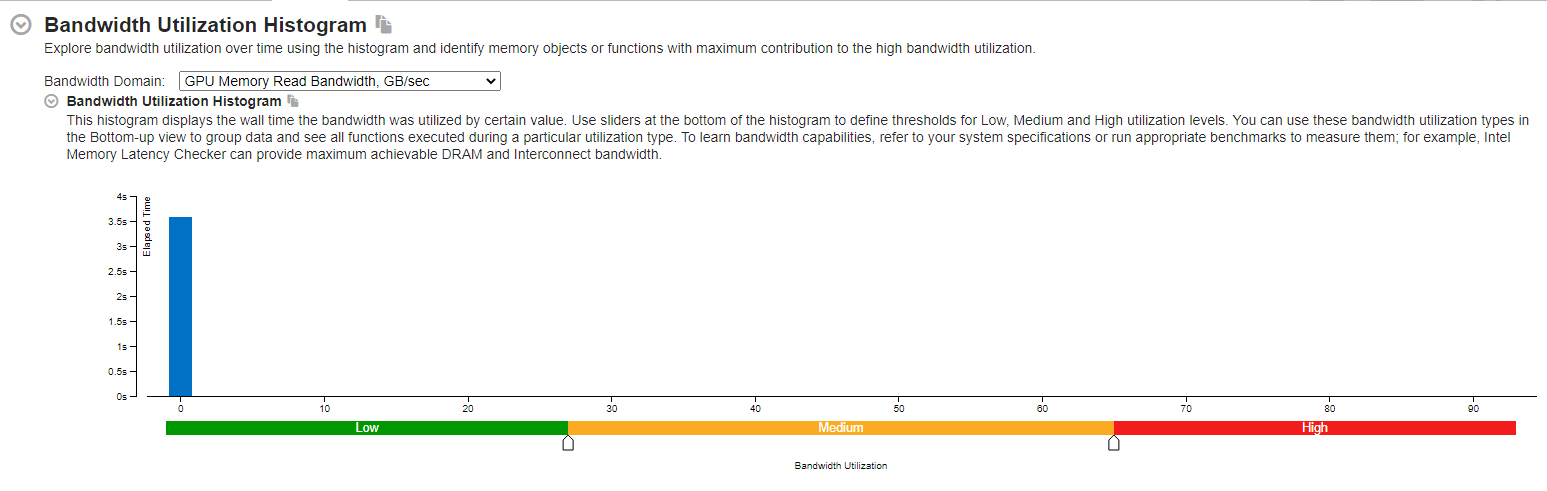 Bandwidth Utilization Histogram
Explore bandwidth utilization over time using the histogram and identify memory objects or functions with maximum contribution to the high bandwidth utilization.
Bandwidth Domain: GPU Memory Read Bandwidth, GB/sec
Bandwidth Utilization Histogram
This histogram displays the wall time the bandwidth was utilized by certain value. Use sliders at the bottom of the histogram to define thresholds for Low, Medium and High utilization levels. You can use these bandwidth utilization types in
the Bottom-up view to group data and see all functions executed during a particular utilization type. To learn bandwidth capabilities, refer to your system specifications or run appropriate benchmarks to measure them; for example, Intel
Memory Latency Checker can provide maximum achievable DRAM and Interconnect bandwidth.
Elapsed Time
4s
3.5s
3s
2.5s
2s
1.5s
1s
0.5s
0s
0 10 20 30 40 50 60 70 80 90
Low Medium High
Bandwidth Utilization